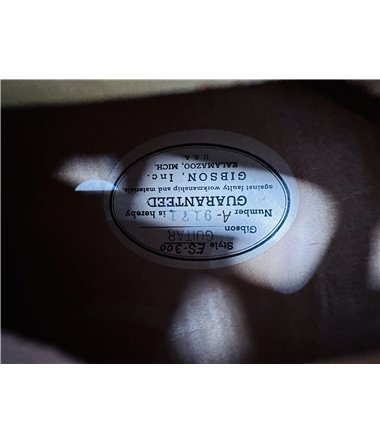 Style ES-300
Gibson GUITAR
Number A-9171 is hereby
GUARANTEED
against faulty workmanship and materials.
GIBSON, Inc.
KALAMAZOO, MICH.
U. S. A.